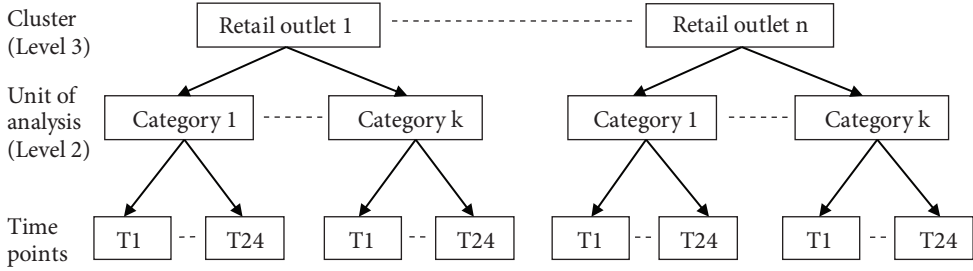 Cluster
(Level 3)
Retail outlet 1
Retail outlet n
Unit of
analysis
(Level 2)
Category 1
Category k
Category 1
Category k
Time
points
T1
T24
T1
T24
T1
T24
T1
T24